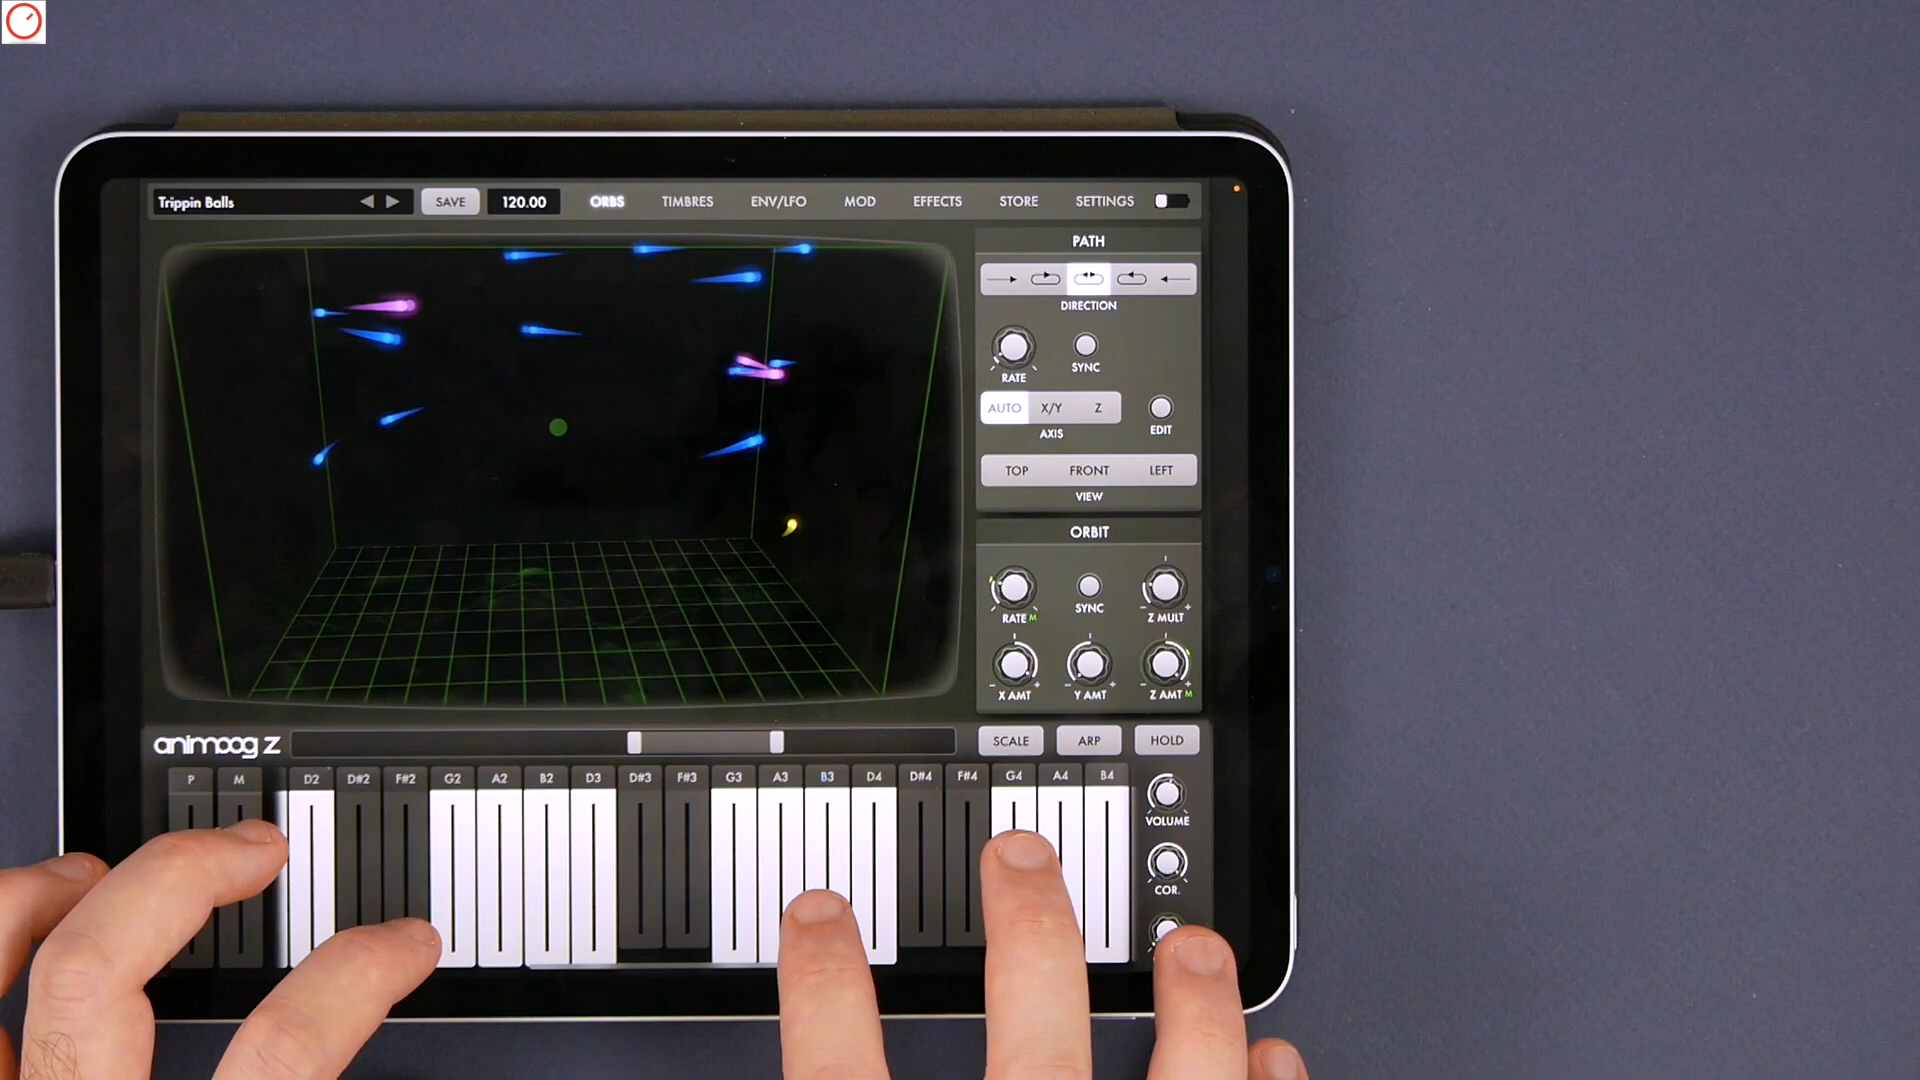 Trippin Balls SAVE 120.00 ORBS TIMBRES ENV/LFO MOD EFFECTS STORE SETTINGS
PATH
DIRECTION
RATE SYNC
AUTO X/Y Z
AXIS EDIT
TOP FRONT LEFT
VIEW
ORBIT
RATE M SYNC Z MULT
X AMT Y AMT Z AMT M
animoog Z SCALE ARP HOLD
P M D2 D#2 F#2 G2 A2 B2 D3 D#3 F#3 G3 A3 B3 D4 D#4 F#4 G4 A4 B4
VOLUME
COR.